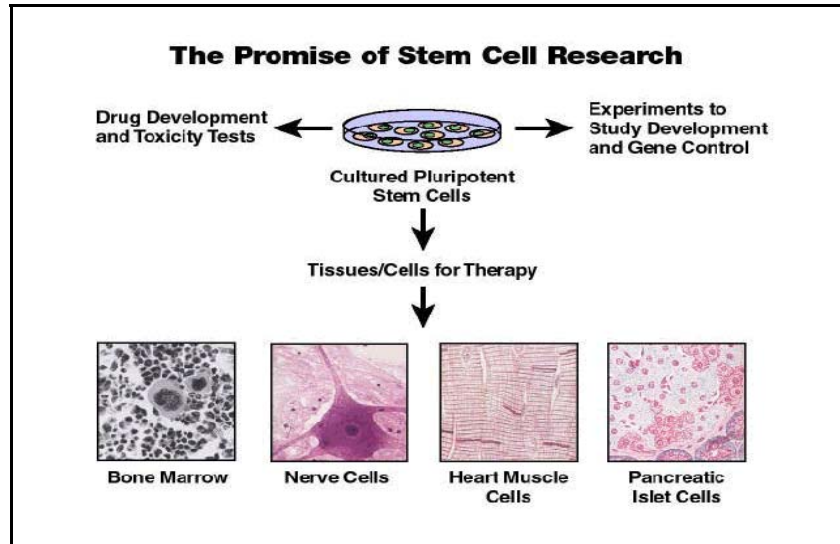 The Promise of Stem Cell Research
Drug Development
and Toxicity Tests
Experiments to
Study Development
and Gene Control
Cultured Pluripotent
Stem Cells
Tissues/Cells for Therapy
Bone Marrow
Nerve Cells
Heart Muscle
Cells
Pancreatic
Islet Cells